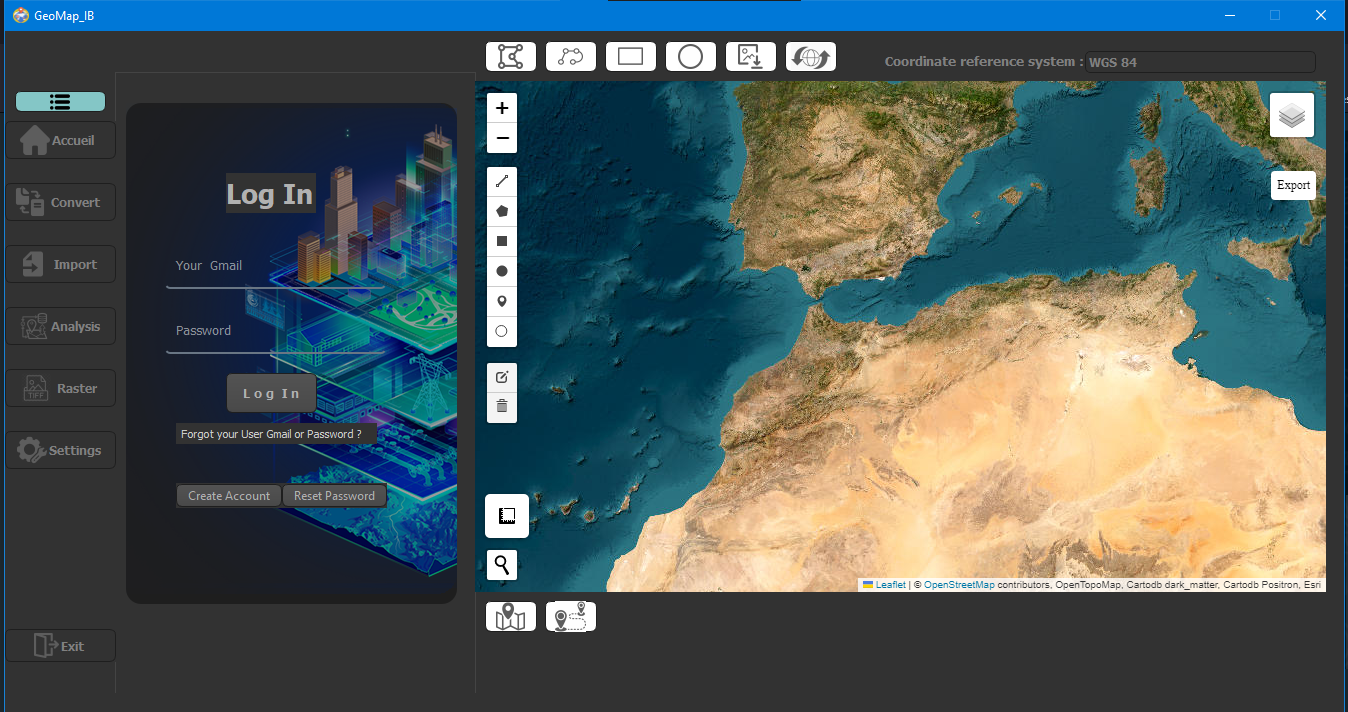 GeoMap_IB
Coordinate reference system : WGS 84
Accueil
Convert
Import
Analysis
Raster
TIFF
Settings
Exit
Log In
Your Gmail
Password
Log In
Forgot your User Gmail or Password ?
Create Account
Reset Password
+
−
Export
Leaflet | © OpenStreetMap contributors, OpenTopoMap, Cartodb dark_matter, Cartodb Positron, Esri